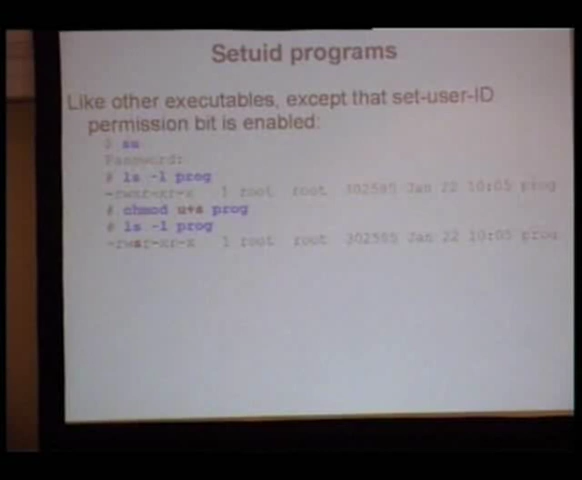 Setuid programs
Like other executables, except that set-user-ID
permission bit is enabled:
$ su
Password:
# ls -l prog
-rwxr-xr-x 1 root root 302585 Jan 22 10:05 prog
# chmod u+s prog
# ls -l prog
-rwsr-xr-x 1 root root 302585 Jan 22 10:05 prog